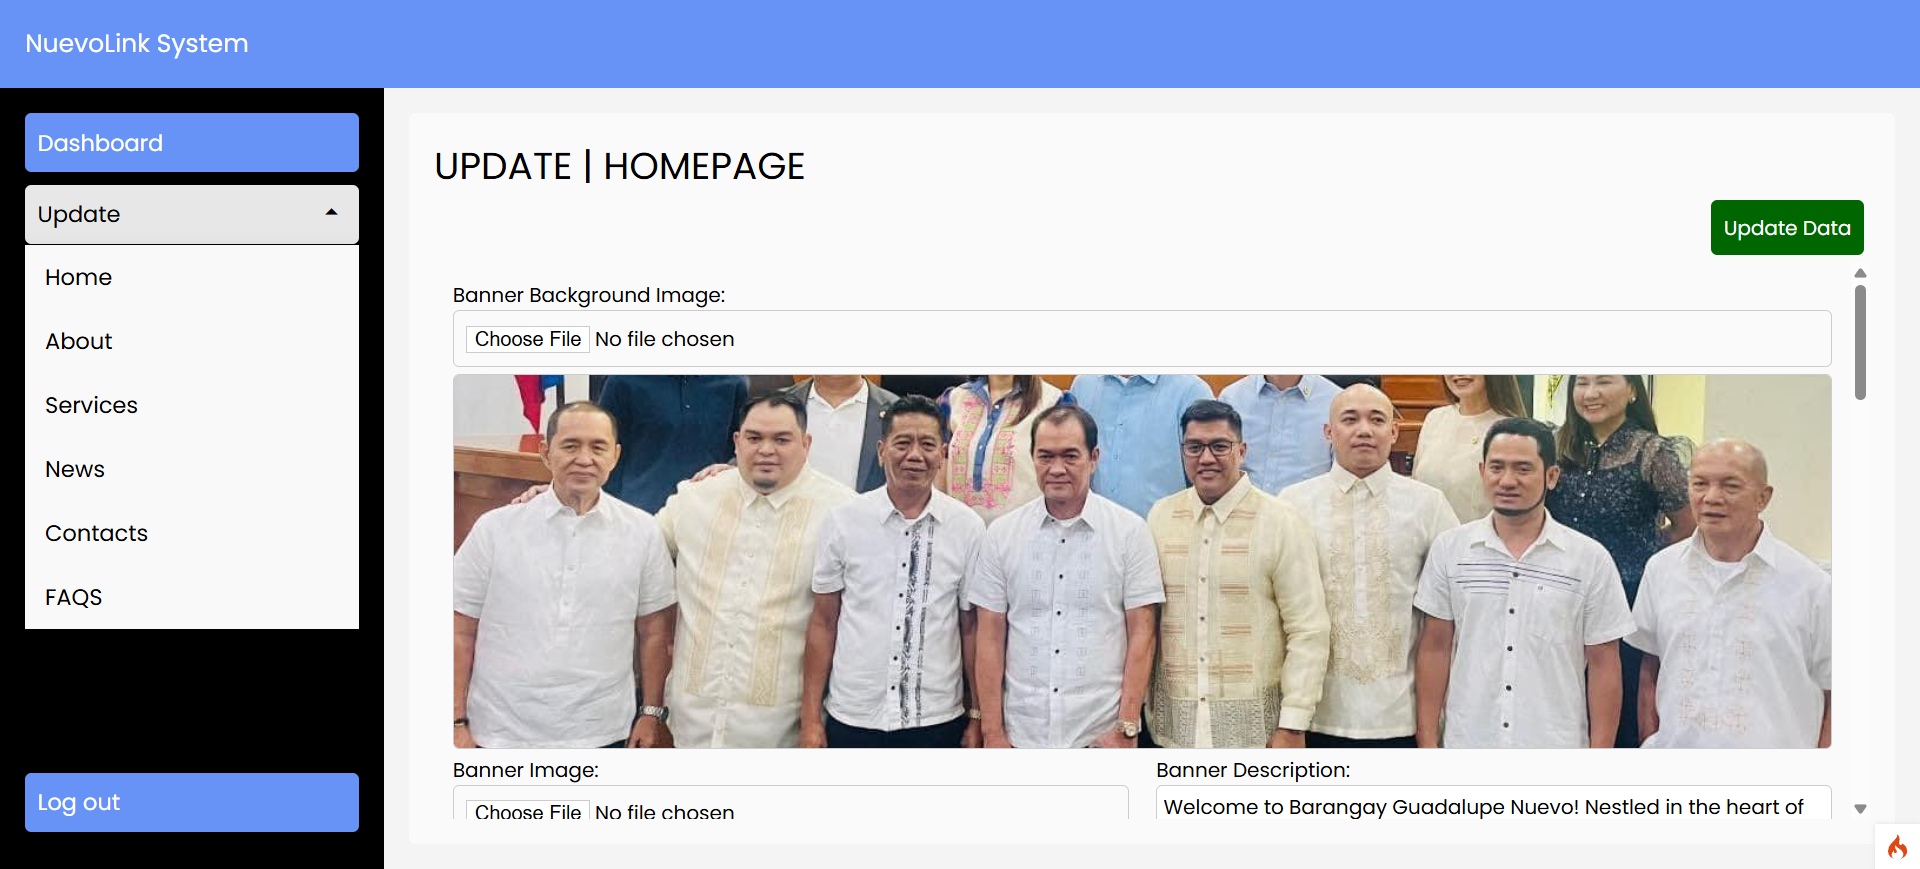 NuevoLink System
Dashboard
Update
Home
About
Services
News
Contacts
FAQS
Log out
UPDATE | HOMEPAGE
Update Data
Banner Background Image:
Choose File No file chosen
Banner Image:
Choose File No file chosen
Banner Description:
Welcome to Barangay Guadalupe Nuevo! Nestled in the heart of